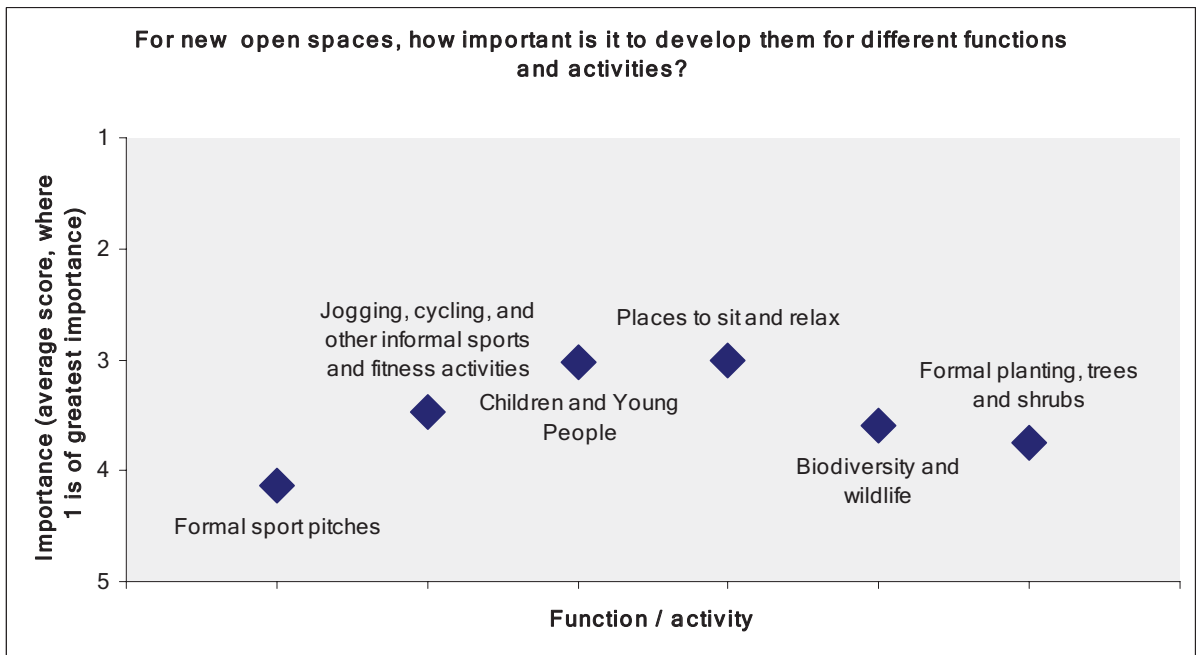 For new open spaces, how important is it to develop them for different functions
and activities?
Importance (average score, where
1 is of greatest importance)
1
2
3
4
5
Jogging, cycling, and
other informal sports
and fitness activities
Places to sit and relax
Formal planting, trees
and shrubs
Children and Young
People
Biodiversity and
wildlife
Formal sport pitches
Function / activity